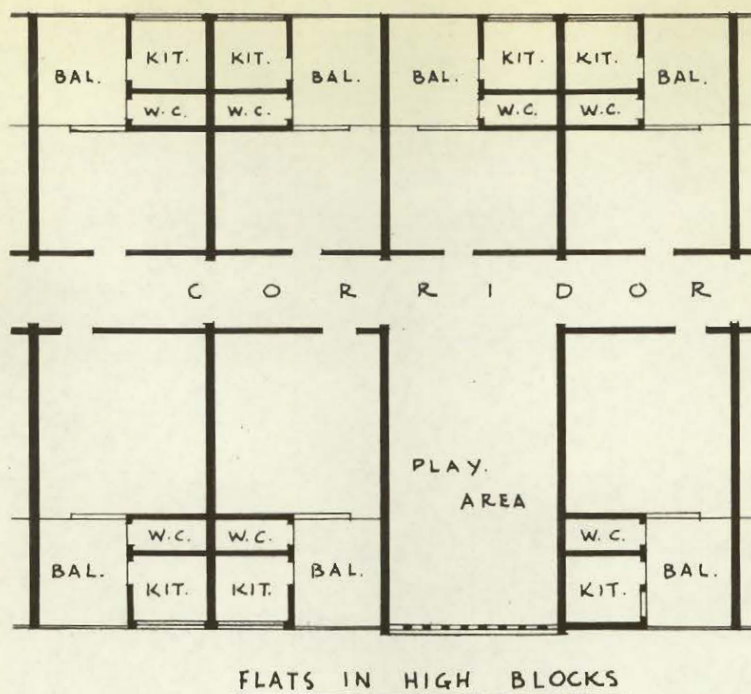 KIT. KIT. KIT. KIT.
BAL. BAL. BAL. BAL.
W.C. W.C. W.C. W.C.
CORRIDOR
PLAY.
AREA
W.C. W.C. W.C.
BAL. BAL. BAL.
KIT. KIT. KIT.
FLATS IN HIGH BLOCKS